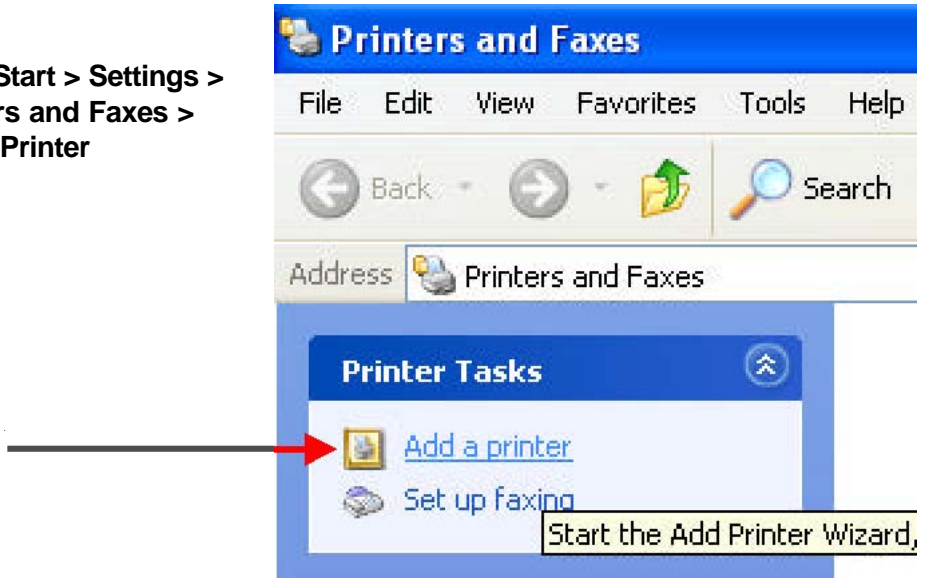 Start > Settings >
rs and Faxes >
Printer
Printers and Faxes
File Edit View Favorites Tools Help
Back Search
Address Printers and Faxes
Printer Tasks
Add a printer
Set up faxing
Start the Add Printer Wizard,